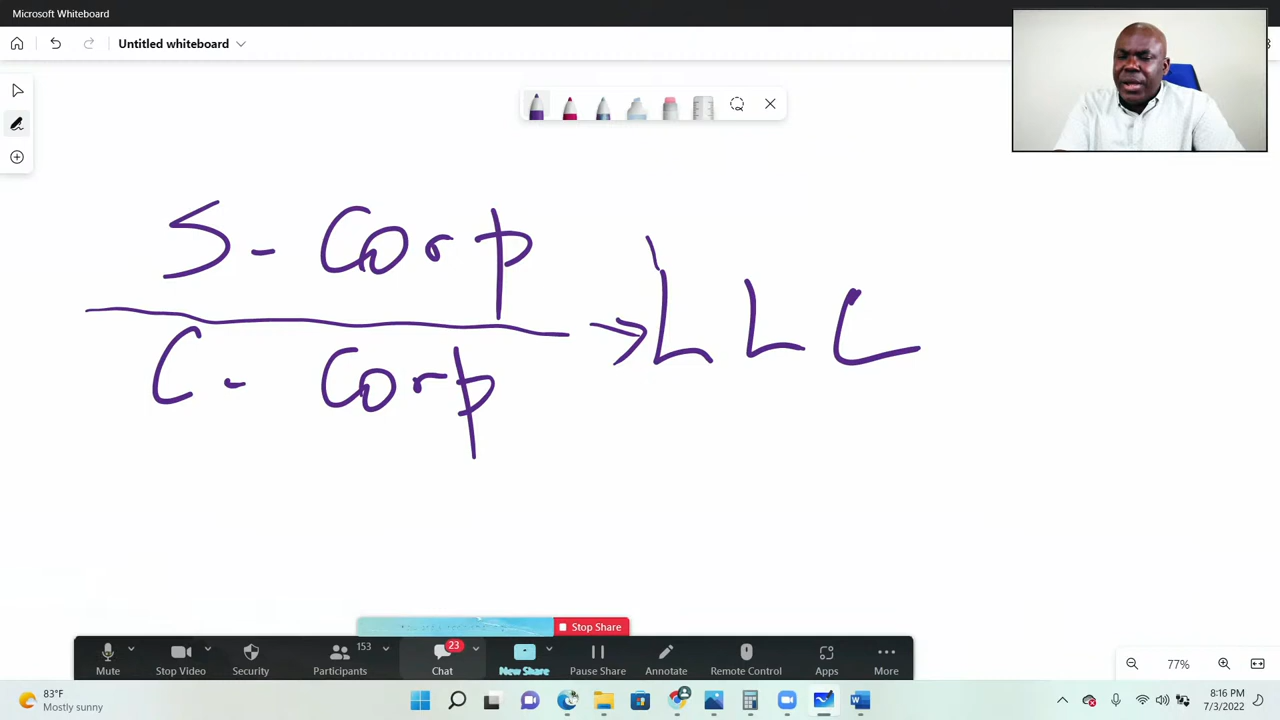 Microsoft Whiteboard
Untitled whiteboard
S - Corp
C - Corp
→ LLC
Stop Share
153
23
Mute
Stop Video
Security
Participants
Chat
New Share
Pause Share
Annotate
Remote Control
Apps
More
77%
83°F
Mostly sunny
8:16 PM
7/3/2022